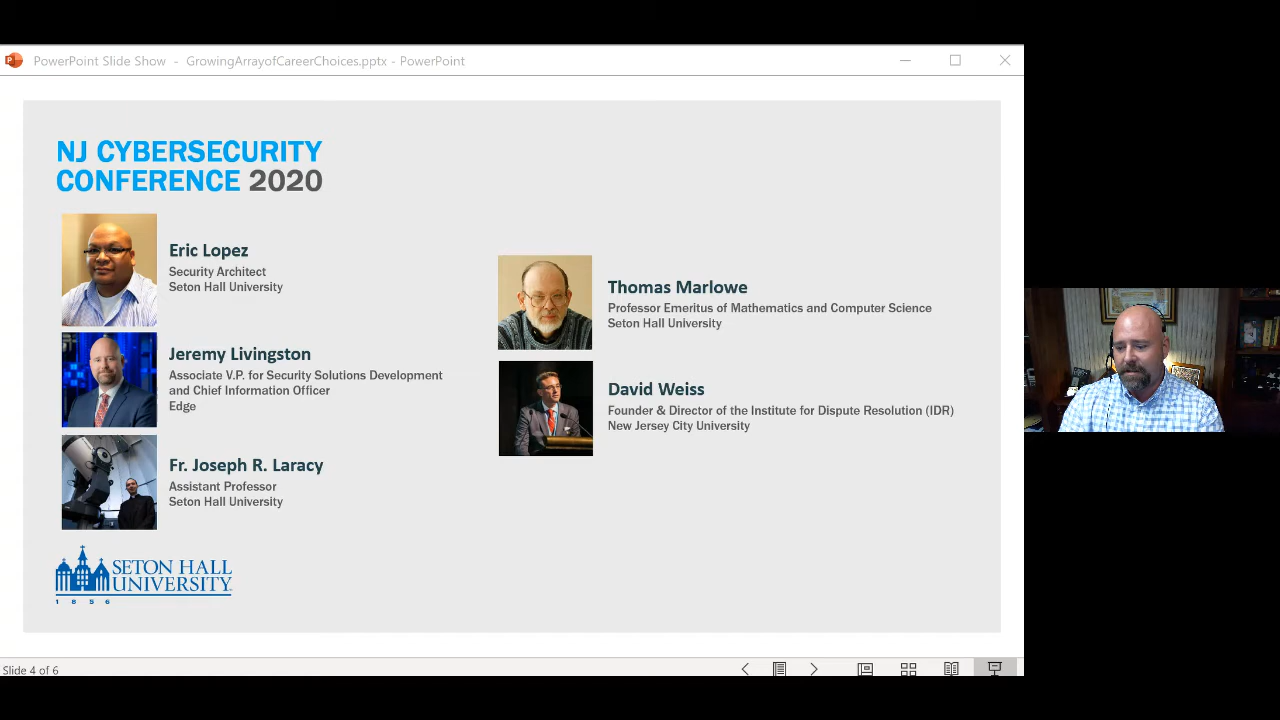 PowerPoint Slide Show - GrowingArrayofCareerChoices.pptx - PowerPoint
NJ CYBERSECURITY
CONFERENCE 2020
Eric Lopez
Security Architect
Seton Hall University
Jeremy Livingston
Associate V.P. for Security Solutions Development
and Chief Information Officer
Edge
Fr. Joseph R. Laracy
Assistant Professor
Seton Hall University
Thomas Marlowe
Professor Emeritus of Mathematics and Computer Science
Seton Hall University
David Weiss
Founder & Director of the Institute for Dispute Resolution (IDR)
New Jersey City University
SETON HALL
UNIVERSITY
1 8 5 6
Slide 4 of 6